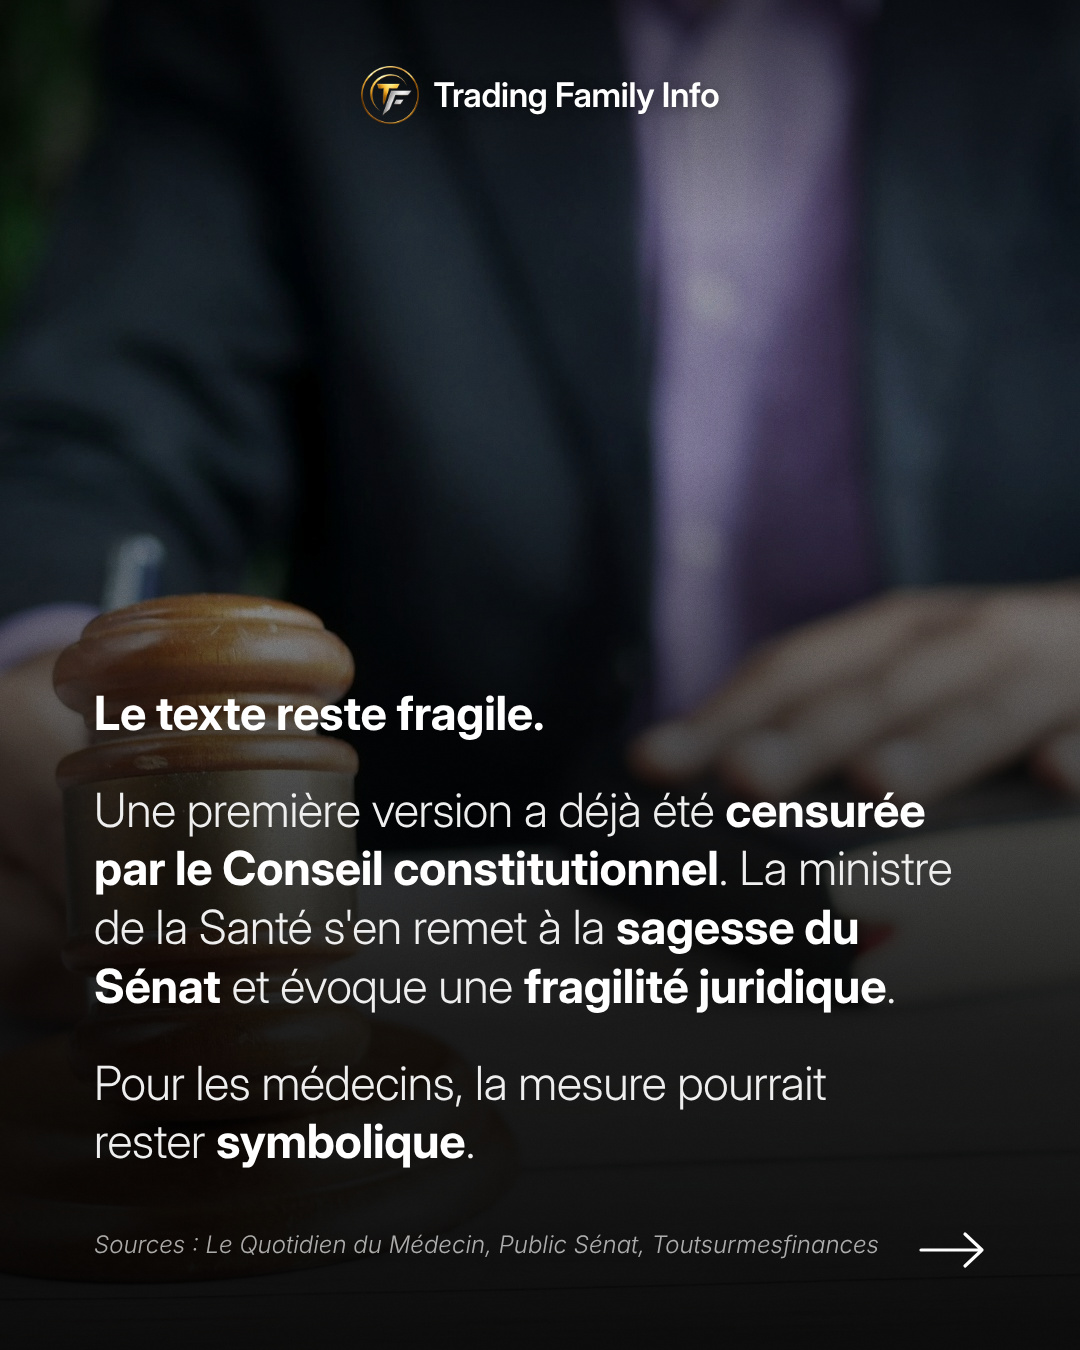 TF Trading Family Info
Le texte reste fragile.
Une première version a déjà été censurée
par le Conseil constitutionnel. La ministre
de la Santé s'en remet à la sagesse du
Sénat et évoque une fragilité juridique.
Pour les médecins, la mesure pourrait
rester symbolique.
Sources : Le Quotidien du Médecin, Public Sénat, Toutsurmesfinances